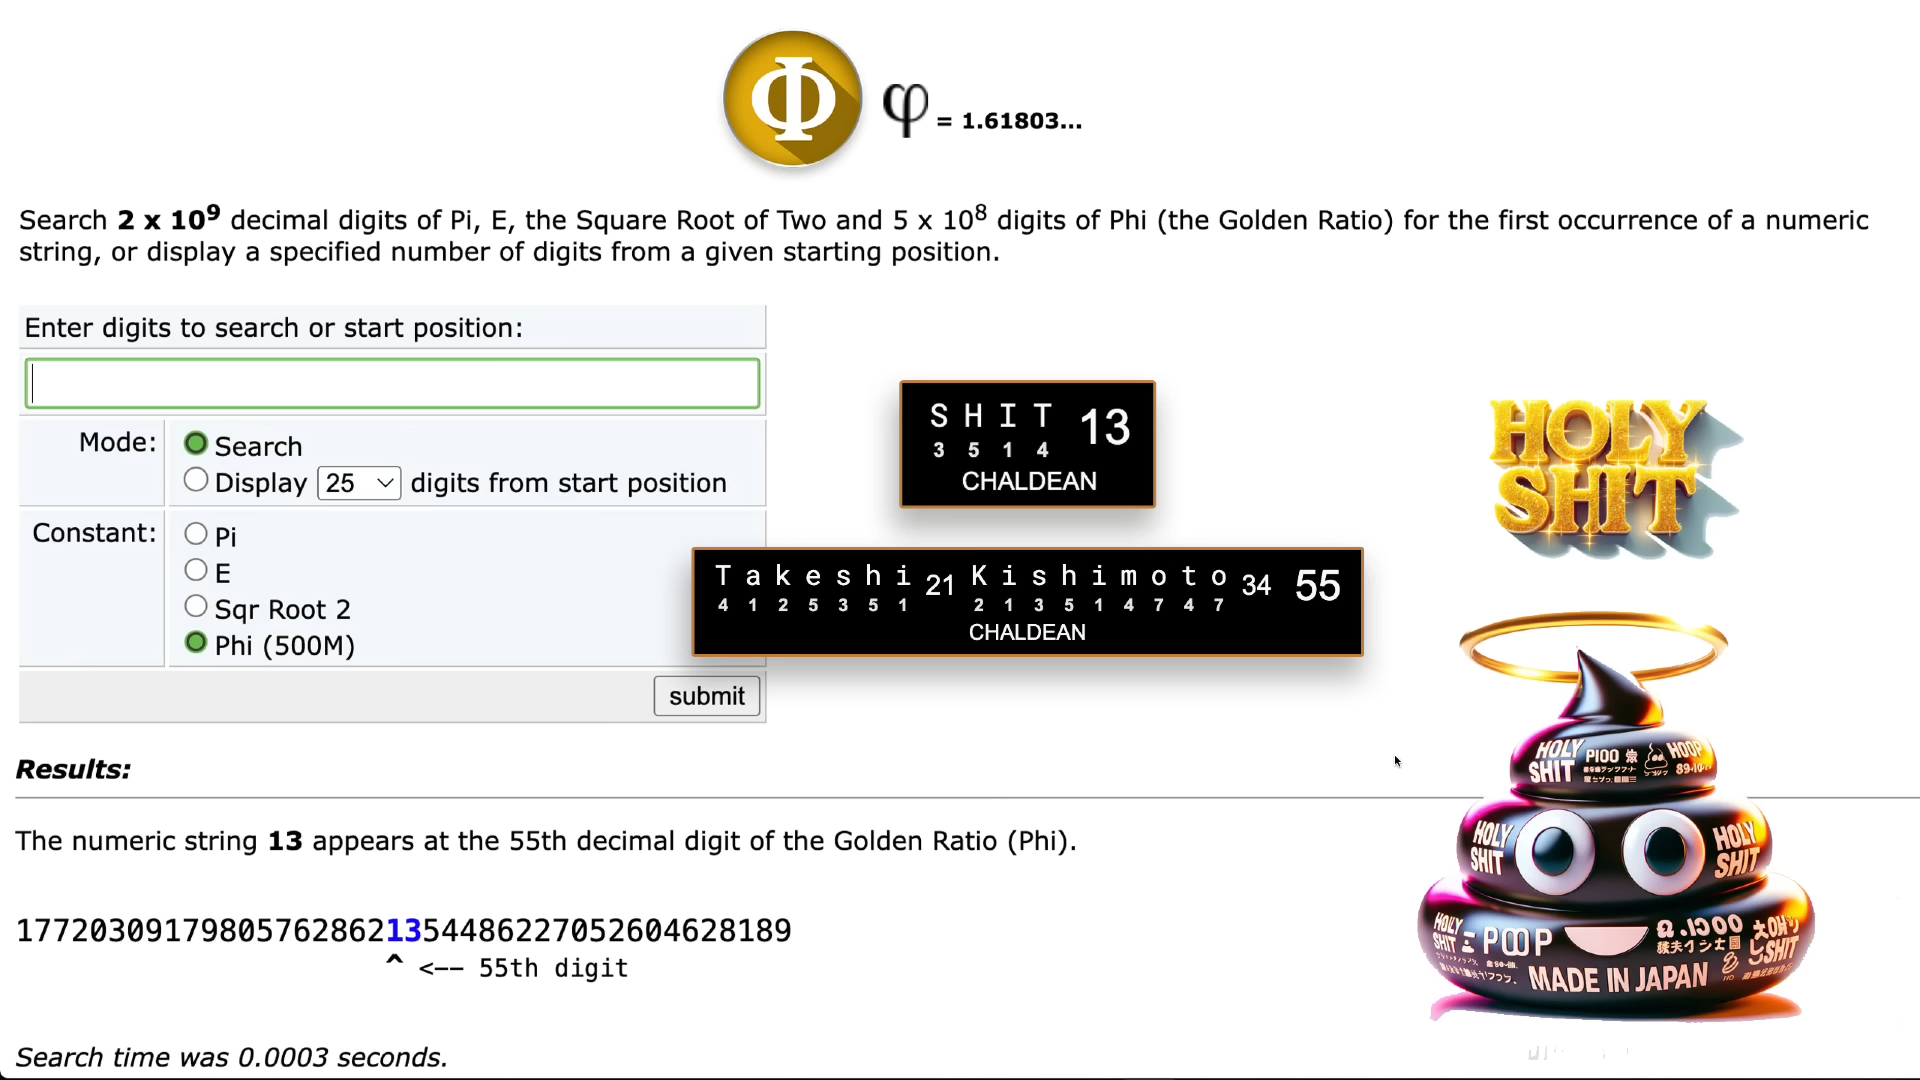 Φ φ = 1.61803...
Search 2 x 10⁹ decimal digits of Pi, E, the Square Root of Two and 5 x 10⁸ digits of Phi (the Golden Ratio) for the first occurrence of a numeric
string, or display a specified number of digits from a given starting position.
Enter digits to search or start position:
Mode:
Search
Display 25 digits from start position
Constant:
Pi
E
Sqr Root 2
Phi (500M)
submit
S H I T 13
3 5 1 4
CHALDEAN
T a k e s h i 21 K i s h i m o t o 34 55
4 1 2 5 3 5 1 2 1 3 5 1 4 7 4 7
CHALDEAN
HOLY
SHIT
Results:
The numeric string 13 appears at the 55th decimal digit of the Golden Ratio (Phi).
177203091798057628621354486227052604628189
^ <-- 55th digit
Search time was 0.0003 seconds.
HOLY
SHIT
PIOO
HOOP
HOLY
SHIT
HOLY
SHIT
HOLY
SHIT
POOP
SHIT
MADE IN JAPAN